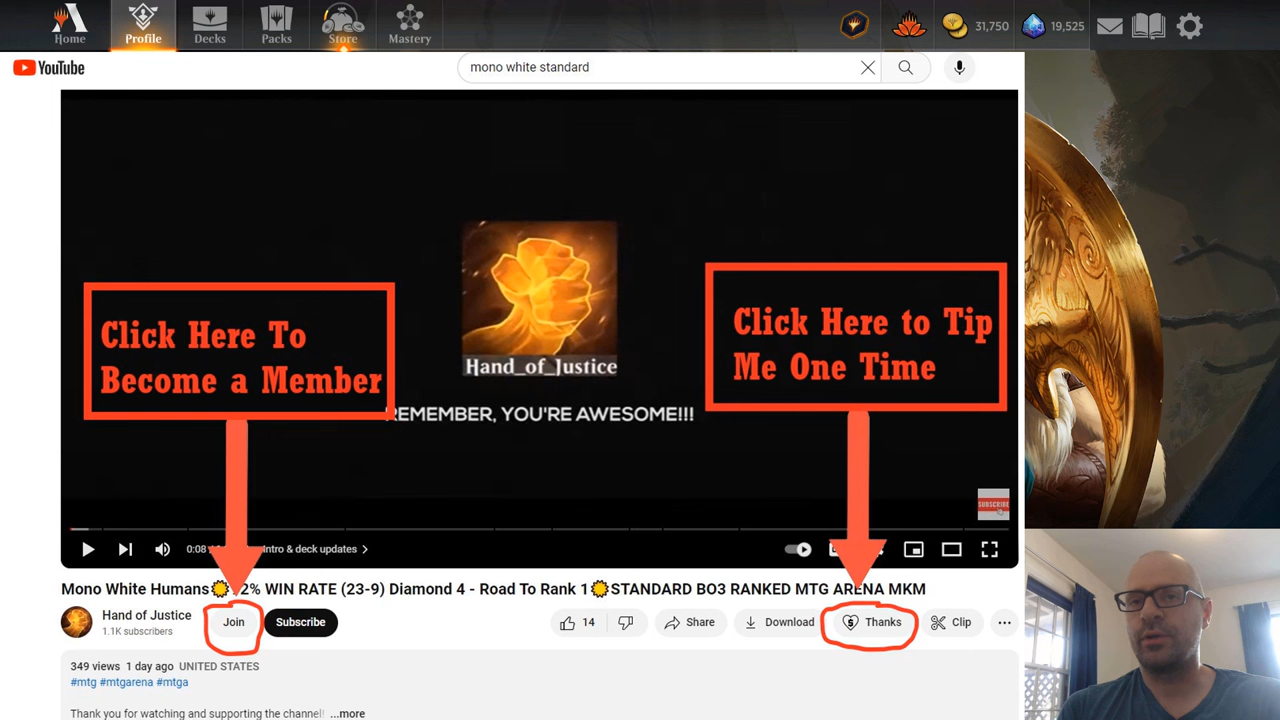 Home
Profile
Decks
Packs
Store
Mastery
31,750
19,525
YouTube
mono white standard
Hand_of_Justice
Click Here To
Become a Member
Click Here to Tip
Me One Time
REMEMBER, YOU'RE AWESOME!!!
SUBSCRIBE
0:08
Intro & deck updates
Mono White Humans 2% WIN RATE (23-9) Diamond 4 - Road To Rank 1 STANDARD BO3 RANKED MTG ARENA MKM
Hand of Justice
1.1K subscribers
Join
Subscribe
14
Share
Download
Thanks
Clip
349 views 1 day ago UNITED STATES
#mtg #mtgarena #mtga
Thank you for watching and supporting the channel! ...more